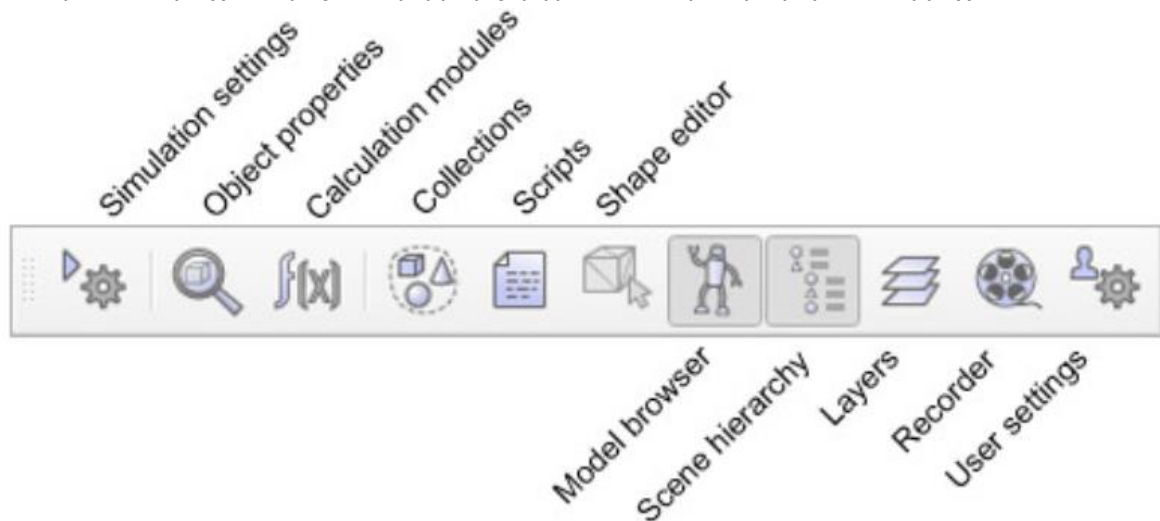 Simulation settings
Object properties
Calculation modules
Collections
Scripts
Shape editor
f(x)
Model browser
Scene hierarchy
Layers
Recorder
User settings